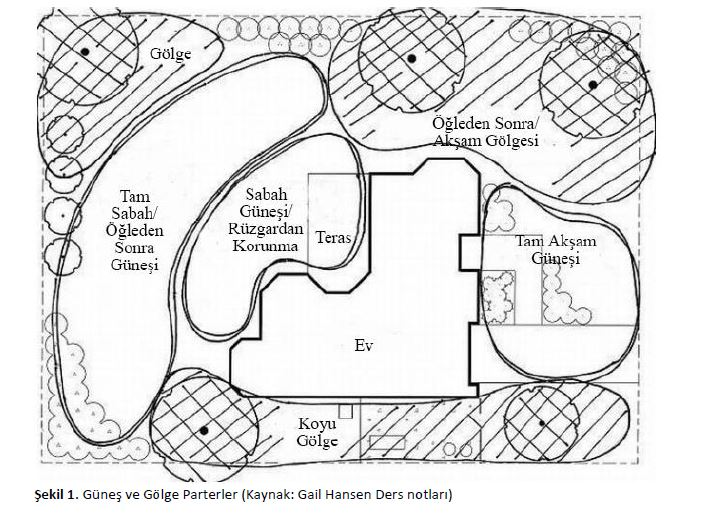 Gölge
Öğleden Sonra/
Akşam Gölgesi
Tam
Sabah/
Öğleden
Sonra
Güneşi
Sabah
Güneşi/
Rüzgardan
Korunma
Teras
Tam Akşam
Güneşi
Ev
Koyu
Gölge
Şekil 1. Güneş ve Gölge Parterler (Kaynak: Gail Hansen Ders notları)